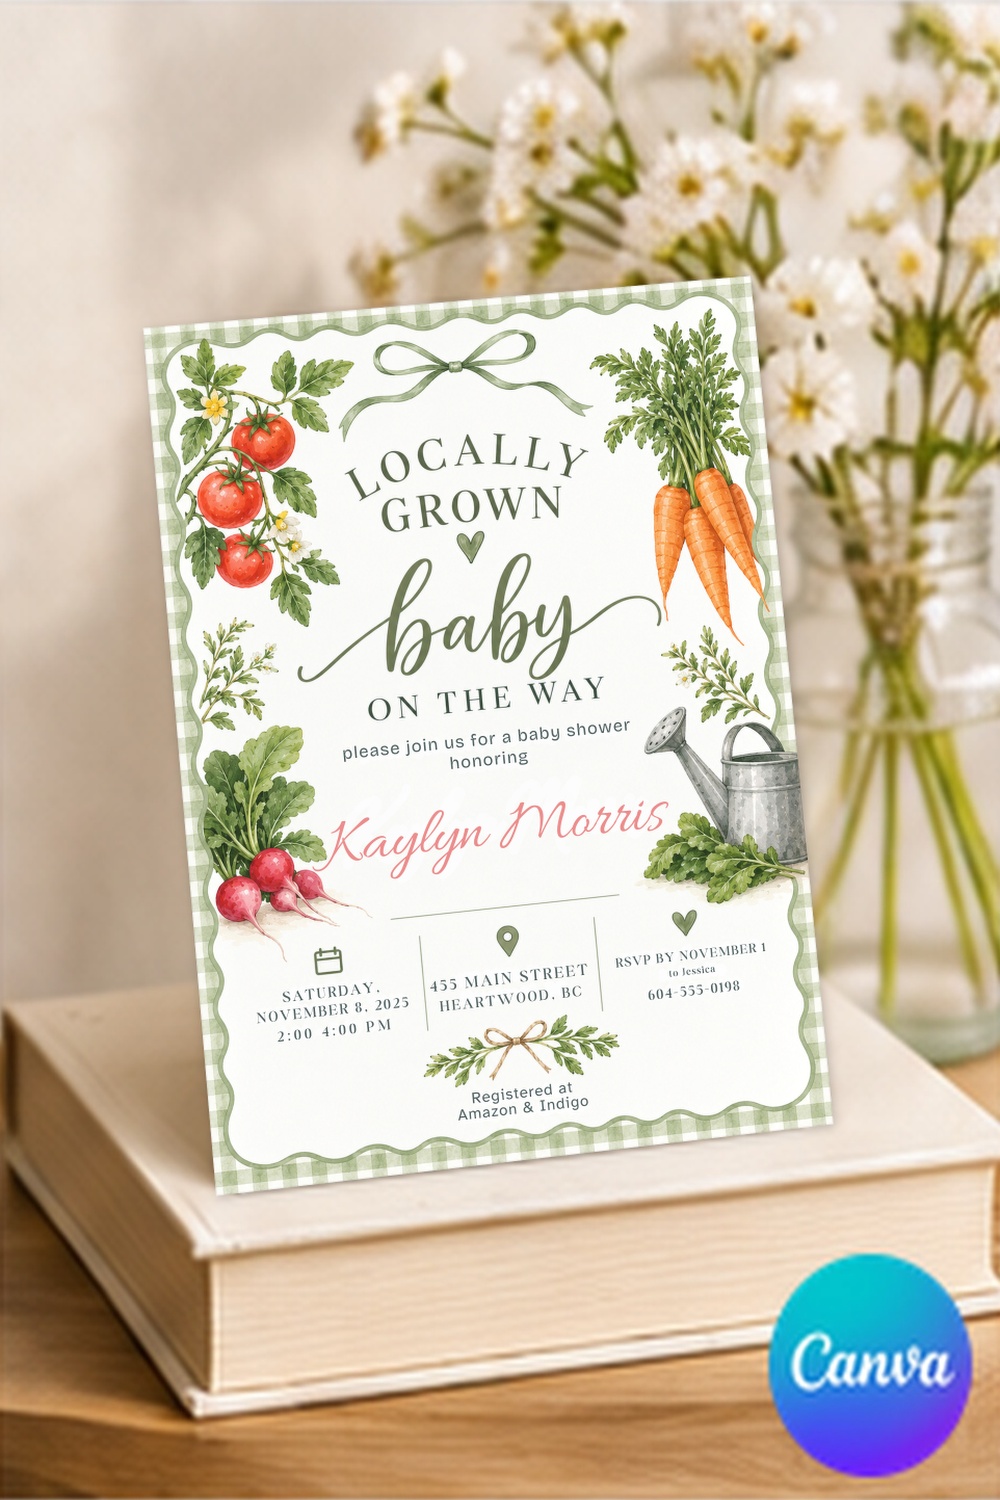 LOCALLY
GROWN
baby
ON THE WAY
please join us for a baby shower
honoring
Kaylyn Morris
SATURDAY,
NOVEMBER 8, 2025
2:00 4:00 PM
455 MAIN STREET
HEARTWOOD, BC
RSVP BY NOVEMBER 1
to Jessica
604-555-0198
Registered at
Amazon & Indigo
Canva